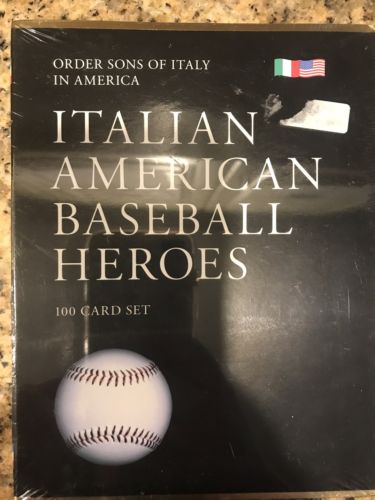 ORDER SONS OF ITALY
IN AMERICA
ITALIAN
AMERICAN
BASEBALL
HEROES
100 CARD SET